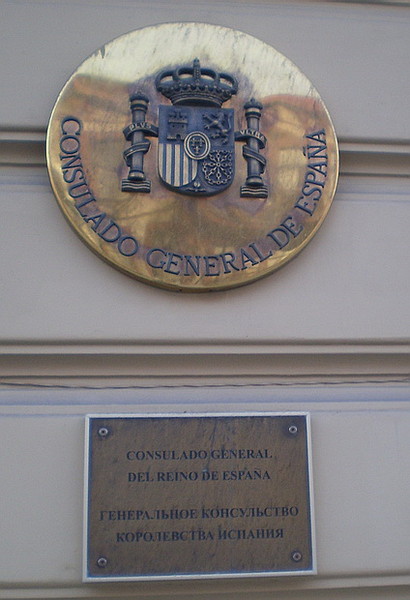 CONSULADO GENERAL DE ESPAÑA
CONSULADO GENERAL
DEL REINO DE ESPAÑA
ГЕНЕРАЛЬНОЕ КОНСУЛЬСТВО
КОРОЛЕВСТВА ИСПАНИЯ